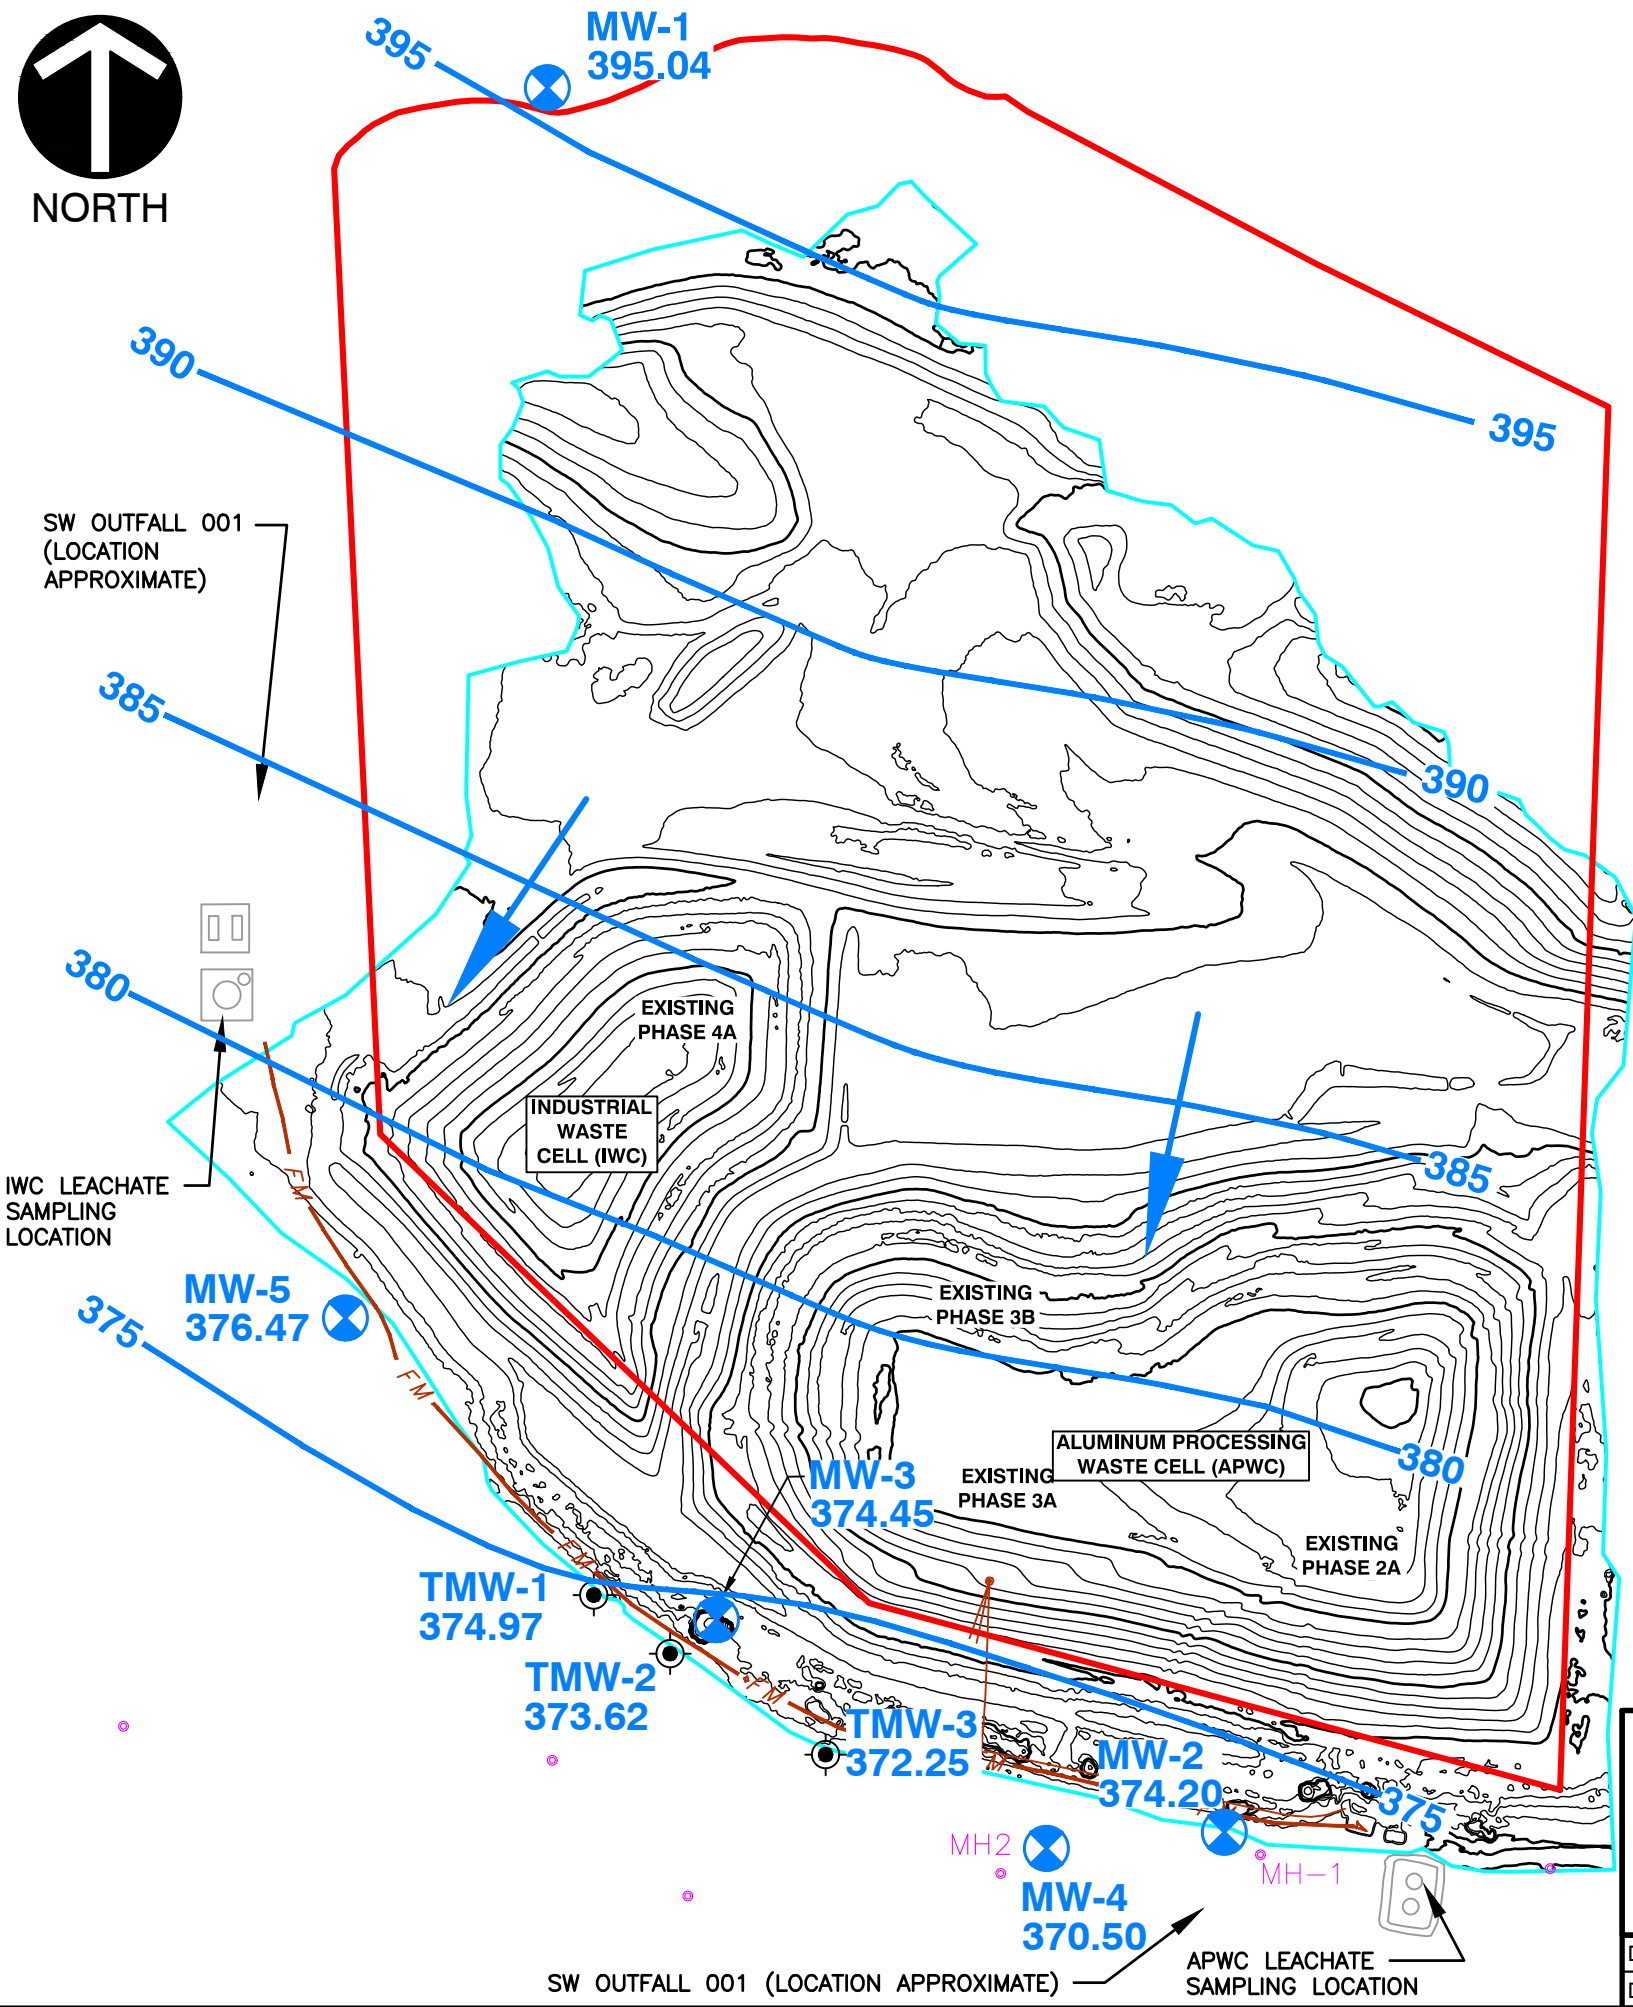 MW-1
395.04
395
NORTH
390
395
SW OUTFALL 001
(LOCATION
APPROXIMATE)
385
390
380
EXISTING
PHASE 4A
INDUSTRIAL
WASTE
CELL (IWC)
385
IWC LEACHATE
SAMPLING
LOCATION
FM
MW-5
376.47
EXISTING
PHASE 3B
375
FM
ALUMINUM PROCESSING
WASTE CELL (APWC)
380
MW-3
374.45
EXISTING
PHASE 3A
EXISTING
PHASE 2A
FM
TMW-1
374.97
TMW-2
373.62
FM
TMW-3
372.25
M
MW-2
374.20
375
MH2
MH-1
MW-4
370.50
APWC LEACHATE
SAMPLING LOCATION
SW OUTFALL 001 (LOCATION APPROXIMATE)